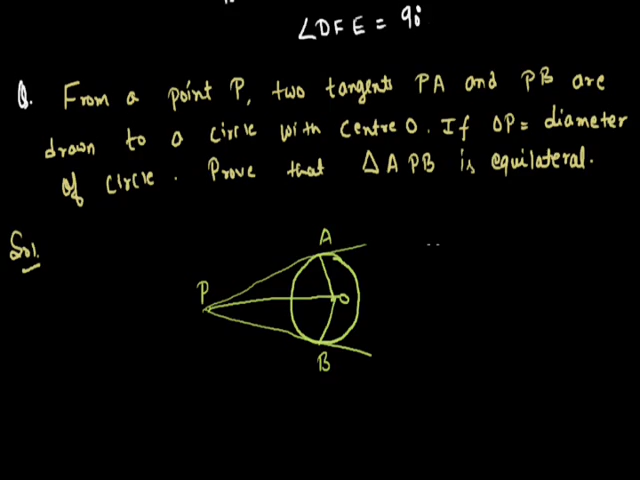 ∠DFE = 90°
Q. From a point P, two tangents PA and PB are
drawn to a circle with centre O. If OP = diameter
of circle. Prove that Δ APB is equilateral.
Sol.
A
P
O
B